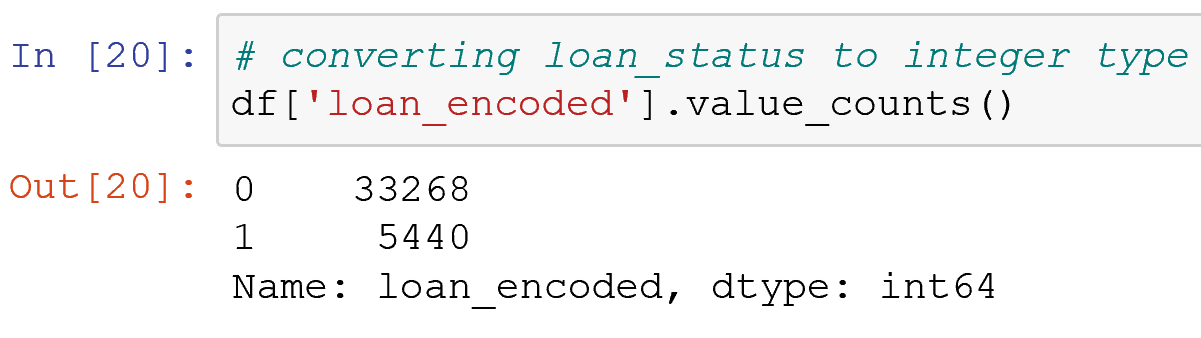 In [20]: # converting loan_status to integer type
df['loan_encoded'].value_counts()
Out[20]: 0    33268
1     5440
Name: loan_encoded, dtype: int64